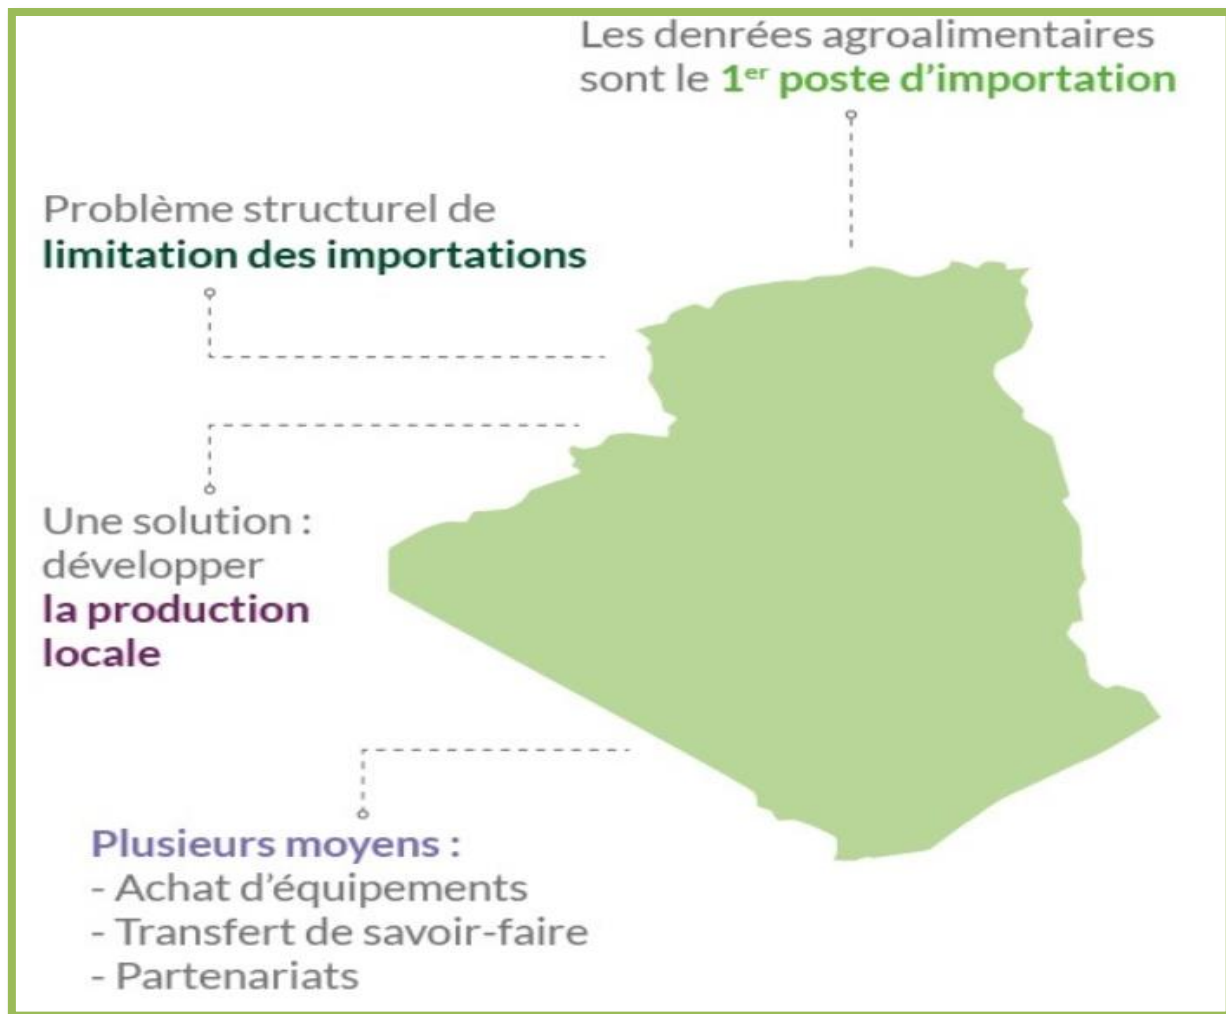 Les denrées agroalimentaires
sont le 1er poste d'importation
Problème structurel de
limitation des importations
Une solution :
développer
la production
locale
Plusieurs moyens :
- Achat d'équipements
- Transfert de savoir-faire
- Partenariats